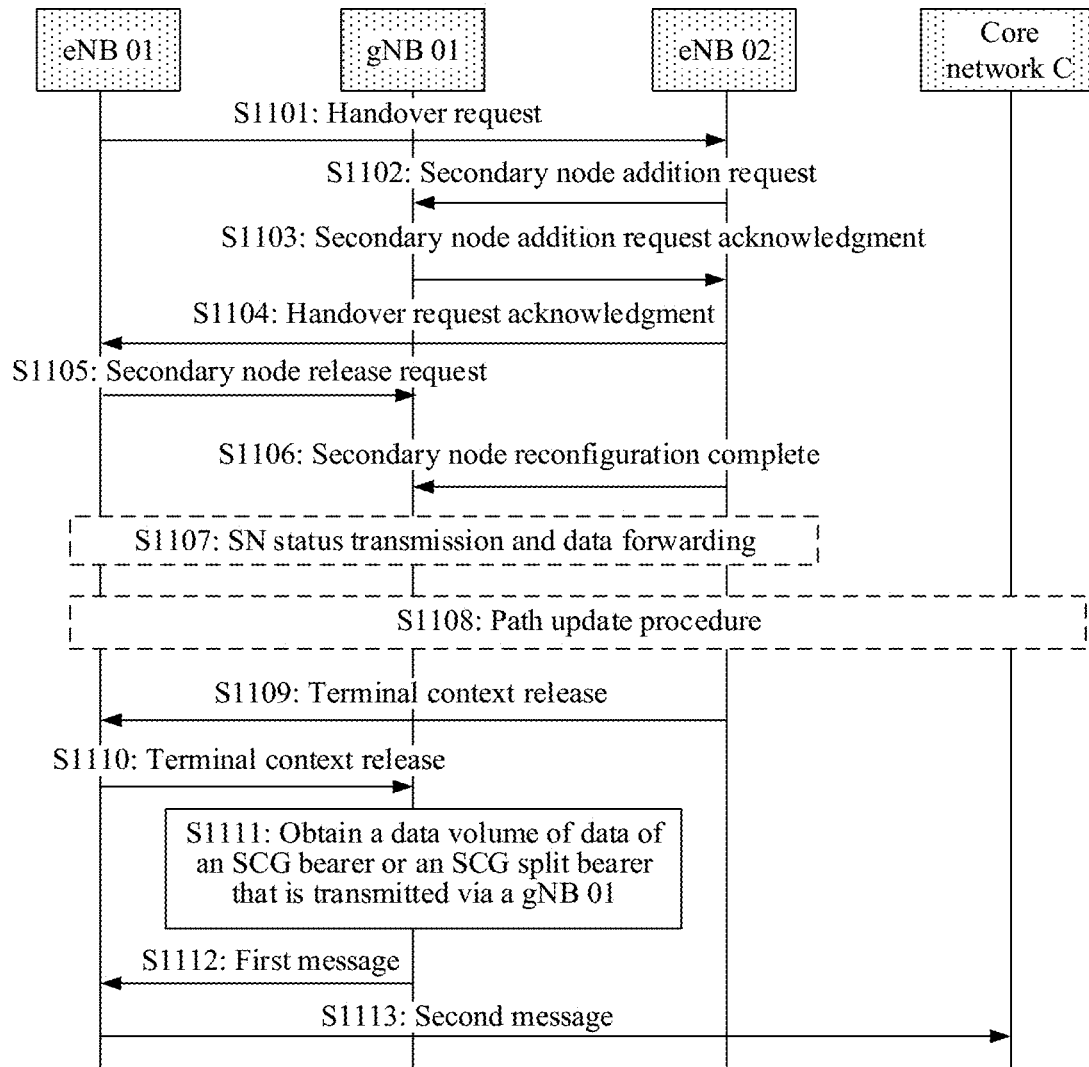 eNB 01
gNB 01
eNB 02
Core
network C
S1101: Handover request
S1102: Secondary node addition request
S1103: Secondary node addition request acknowledgment
S1104: Handover request acknowledgment
S1105: Secondary node release request
S1106: Secondary node reconfiguration complete
S1107: SN status transmission and data forwarding
S1108: Path update procedure
S1109: Terminal context release
S1110: Terminal context release
S1111: Obtain a data volume of data of
an SCG bearer or an SCG split bearer
that is transmitted via a gNB 01
S1112: First message
S1113: Second message